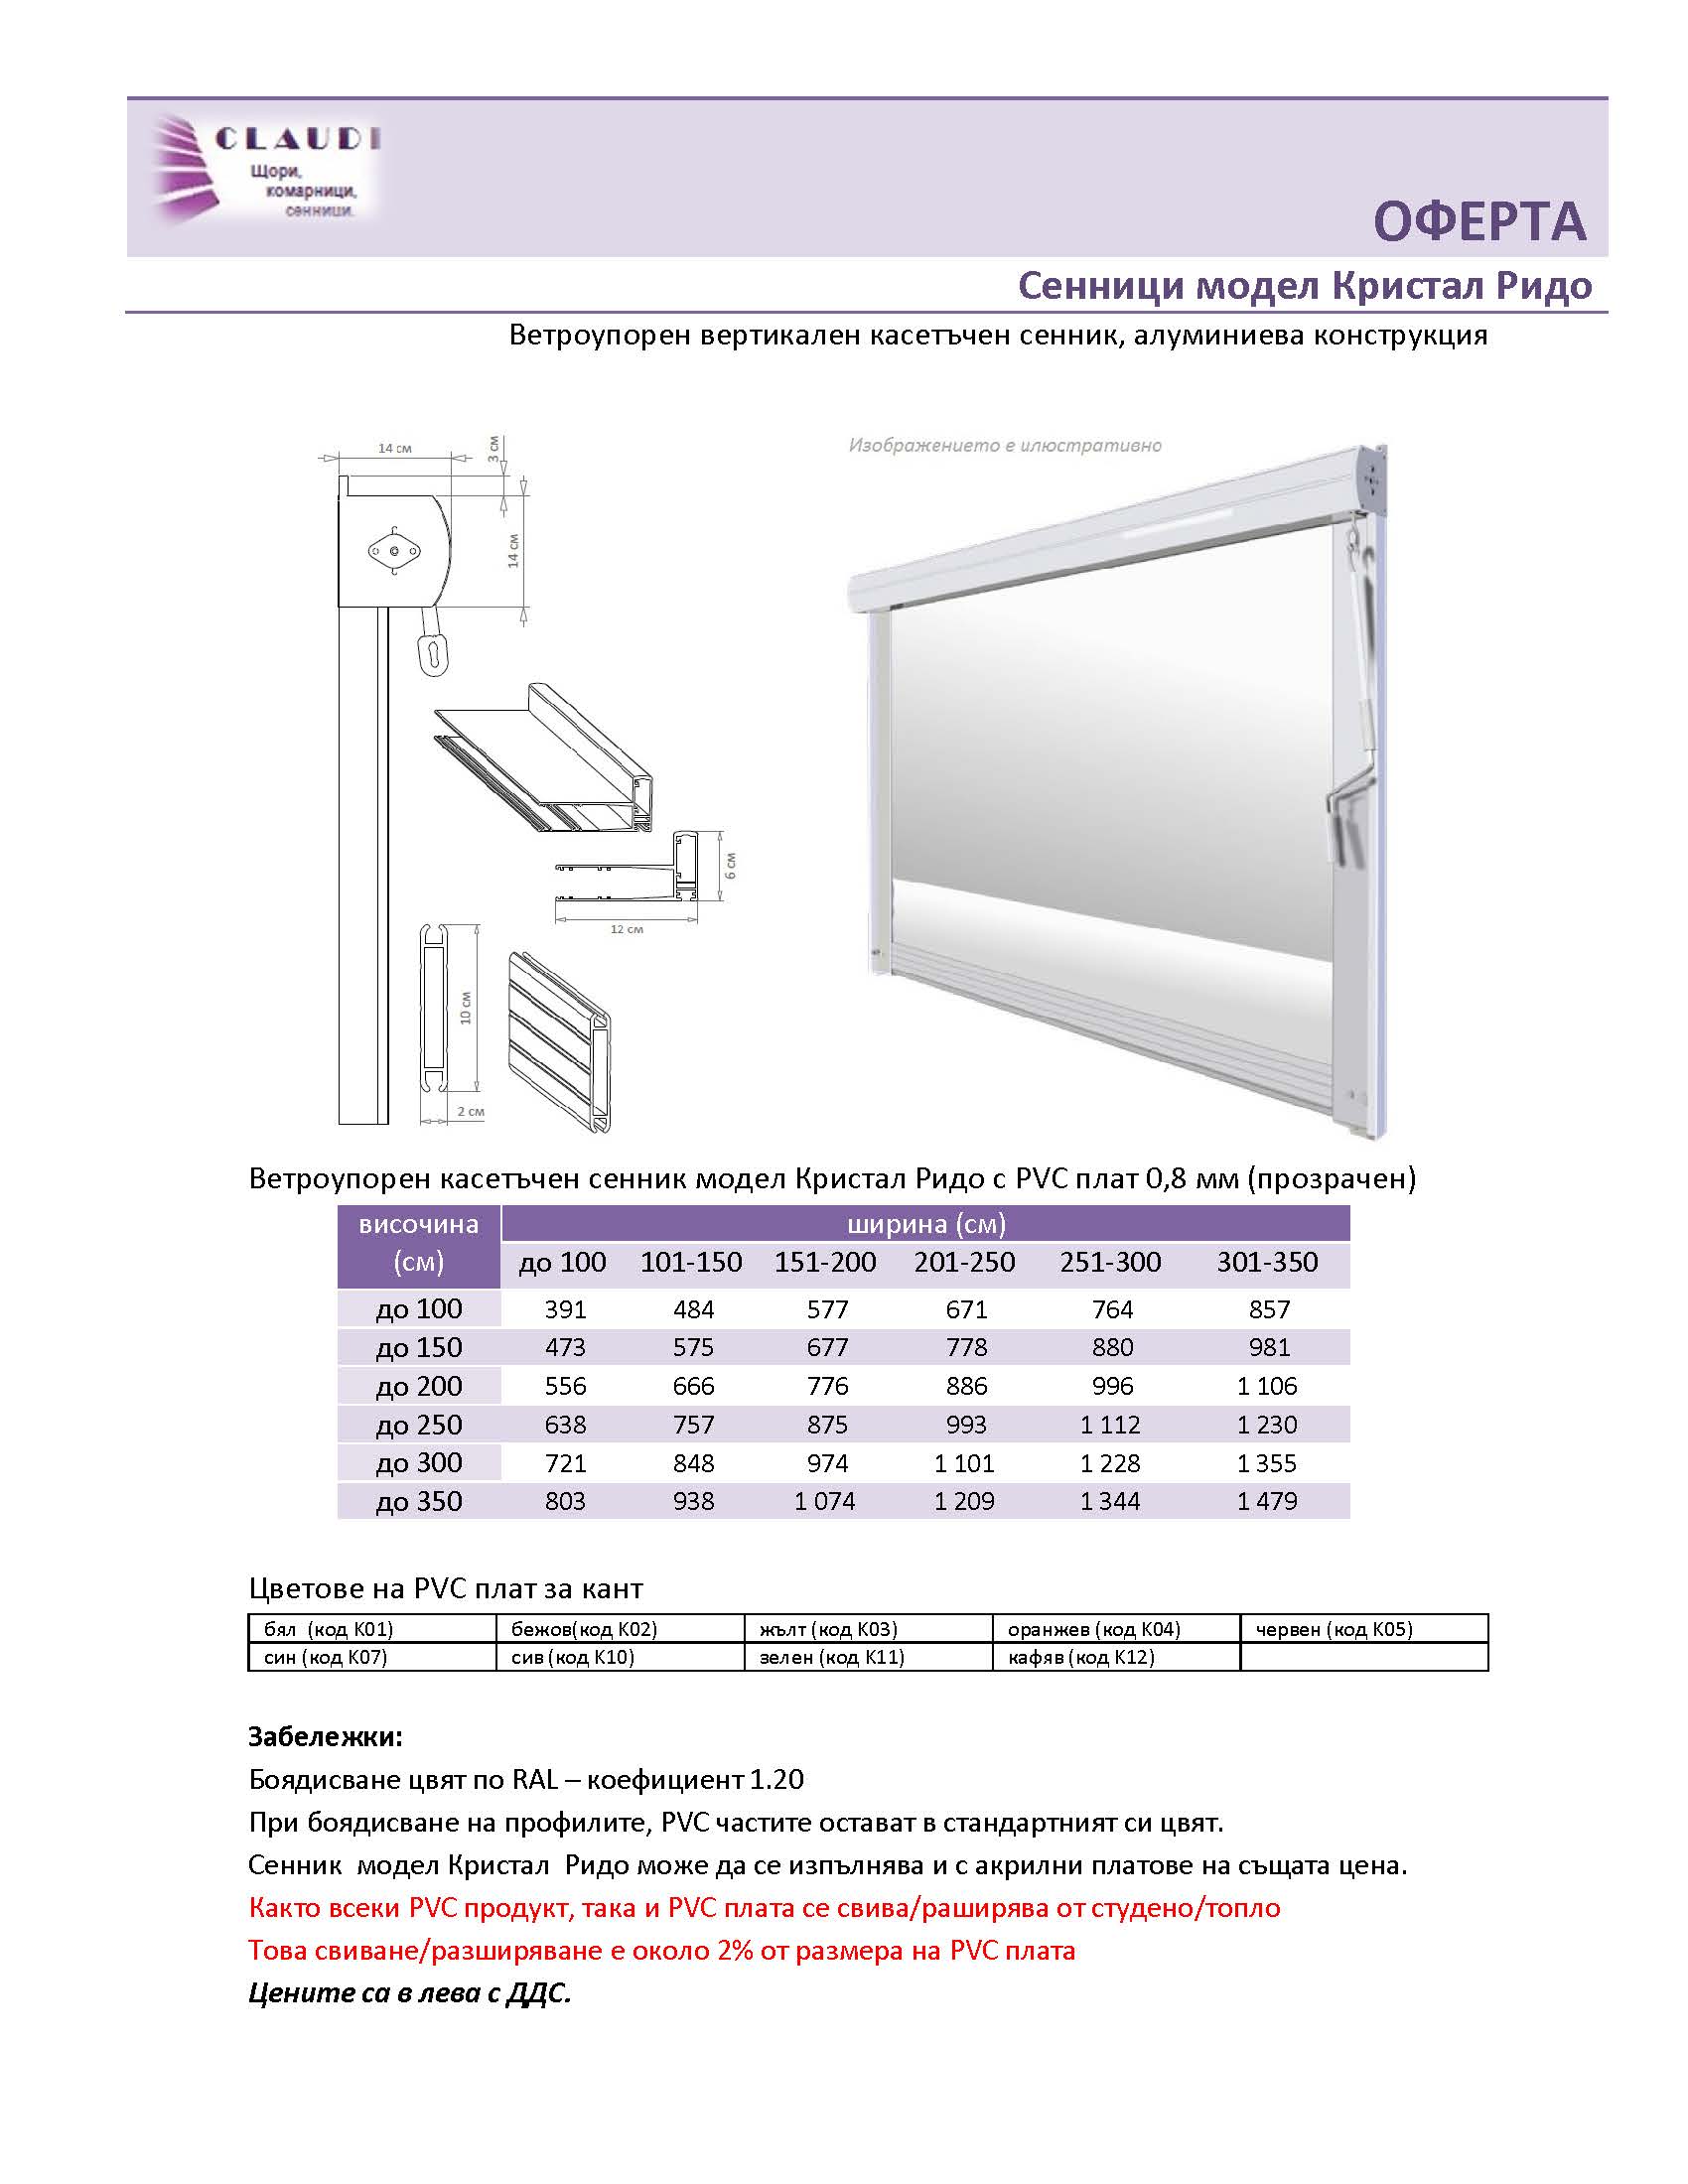 CLAUDI
Щори,
комарници,
сенници.
ОФЕРТА
Сенници модел Кристал Ридо
Ветроупорен вертикален касетъчен сенник, алуминиева конструкция
Изображението е илюстративно
14 см
3 см
14 см
6 см
12 см
10 см
2 см
Ветроупорен касетъчен сенник модел Кристал Ридо с PVC плат 0,8 мм (прозрачен)
височина (см) ширина (см)
до 100 101-150 151-200 201-250 251-300 301-350
до 100 391 484 577 671 764 857
до 150 473 575 677 778 880 981
до 200 556 666 776 886 996 1 106
до 250 638 757 875 993 1 112 1 230
до 300 721 848 974 1 101 1 228 1 355
до 350 803 938 1 074 1 209 1 344 1 479
Цветове на PVC плат за кант
бял (код K01) бежов(код K02) жълт (код K03) оранжев (код K04) червен (код K05)
син (код K07) сив (код K10) зелен (код K11) кафяв (код K12)
Забележки:
Боядисване цвят по RAL – коефициент 1.20
При боядисване на профилите, PVC частите остават в стандартният си цвят.
Сенник модел Кристал Ридо може да се изпълнява и с акрилни платове на същата цена.
Както всеки PVC продукт, така и PVC плата се свива/раширява от студено/топло
Това свиване/разширяване е около 2% от размера на PVC плата
Цените са в лева с ДДС.